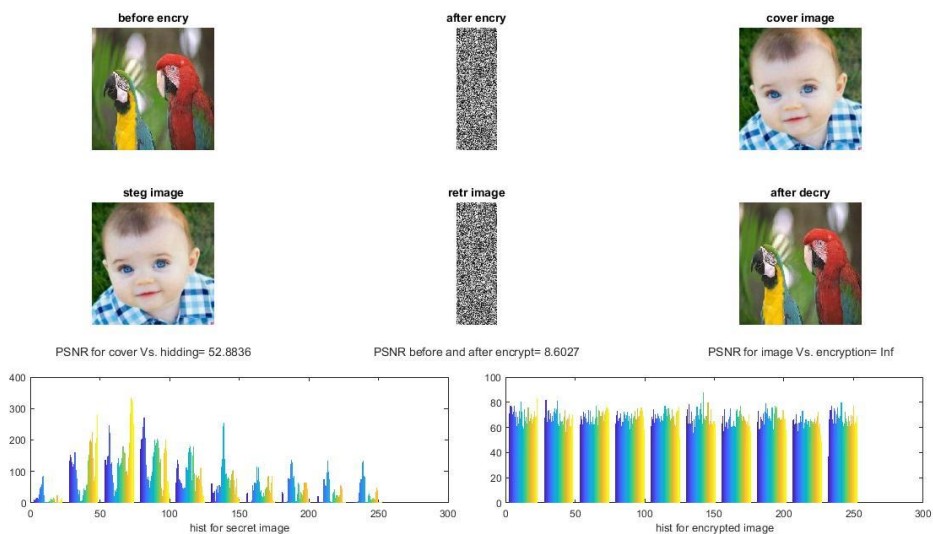 before encry
after encry
cover image
steg image
retr image
after decry
PSNR for cover Vs. hidding= 52.8836
PSNR before and after encrypt= 8.6027
PSNR for image Vs. encryption= Inf
400
300
200
100
0
0 50 100 150 200 250 300
hist for secret image
100
80
60
40
20
0
0 50 100 150 200 250 300
hist for encrypted image